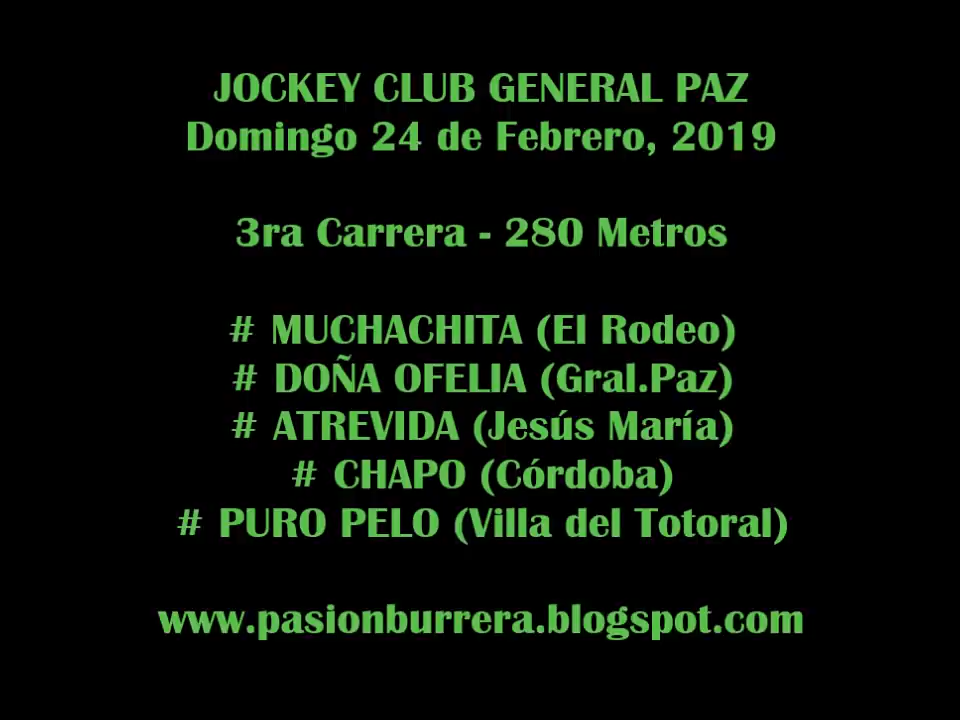 JOCKEY CLUB GENERAL PAZ
Domingo 24 de Febrero, 2019
3ra Carrera - 280 Metros
# MUCHACHITA (El Rodeo)
# DOÑA OFELIA (Gral.Paz)
# ATREVIDA (Jesús María)
# CHAPO (Córdoba)
# PURO PELO (Villa del Totoral)
www.pasionburrera.blogspot.com